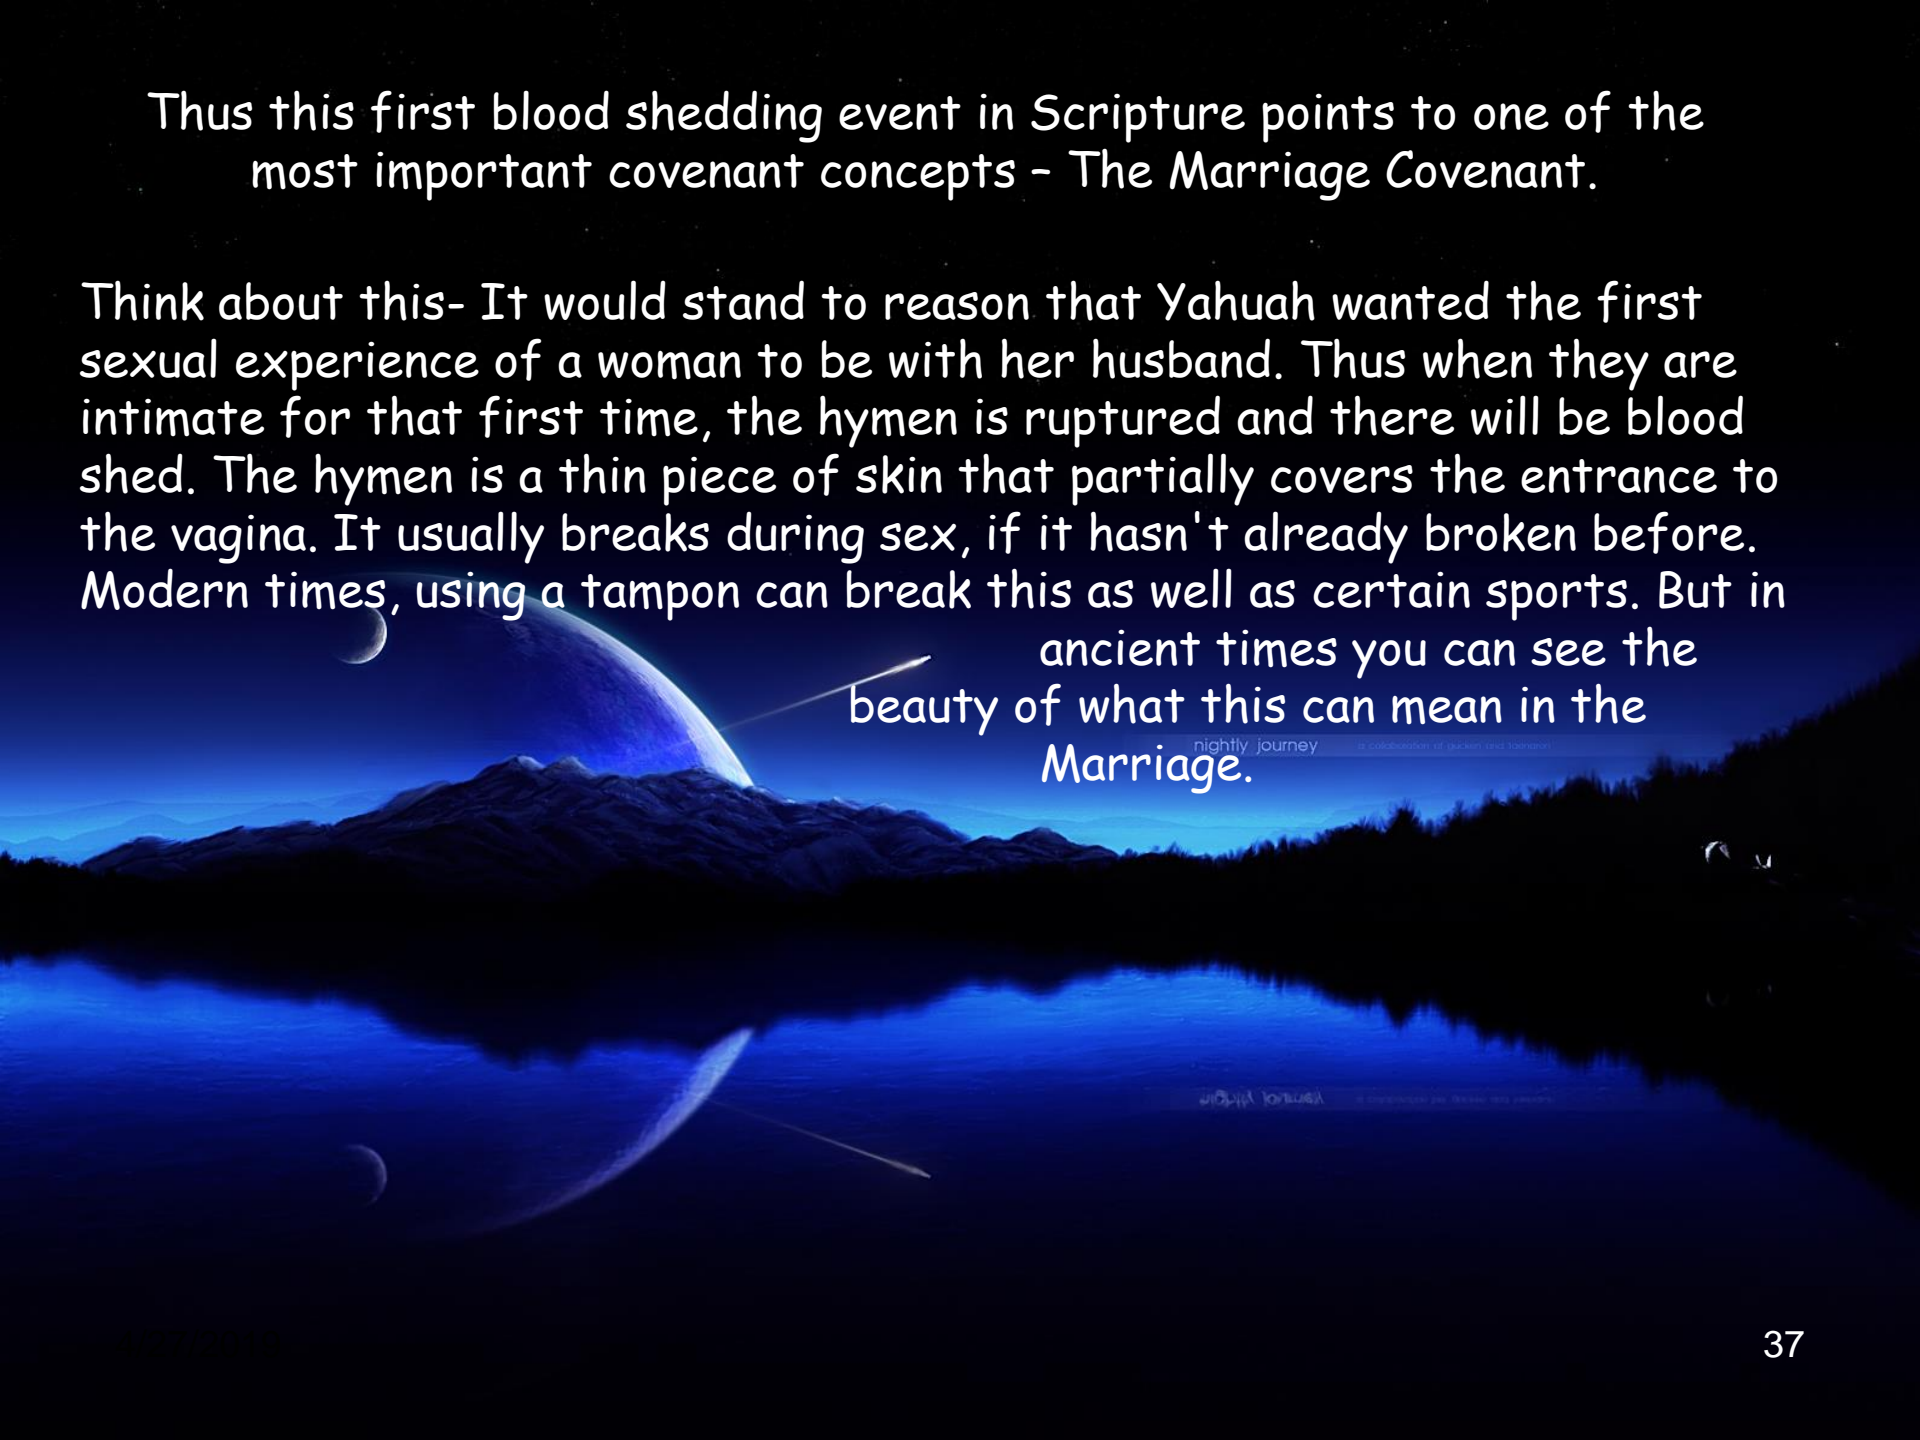 Thus this first blood shedding event in Scripture points to one of the
most important covenant concepts – The Marriage Covenant.
Think about this- It would stand to reason that Yahuah wanted the first
sexual experience of a woman to be with her husband. Thus when they are
intimate for that first time, the hymen is ruptured and there will be blood
shed. The hymen is a thin piece of skin that partially covers the entrance to
the vagina. It usually breaks during sex, if it hasn't already broken before.
Modern times, using a tampon can break this as well as certain sports. But in
ancient times you can see the
beauty of what this can mean in the
nightly journey
Marriage.
37